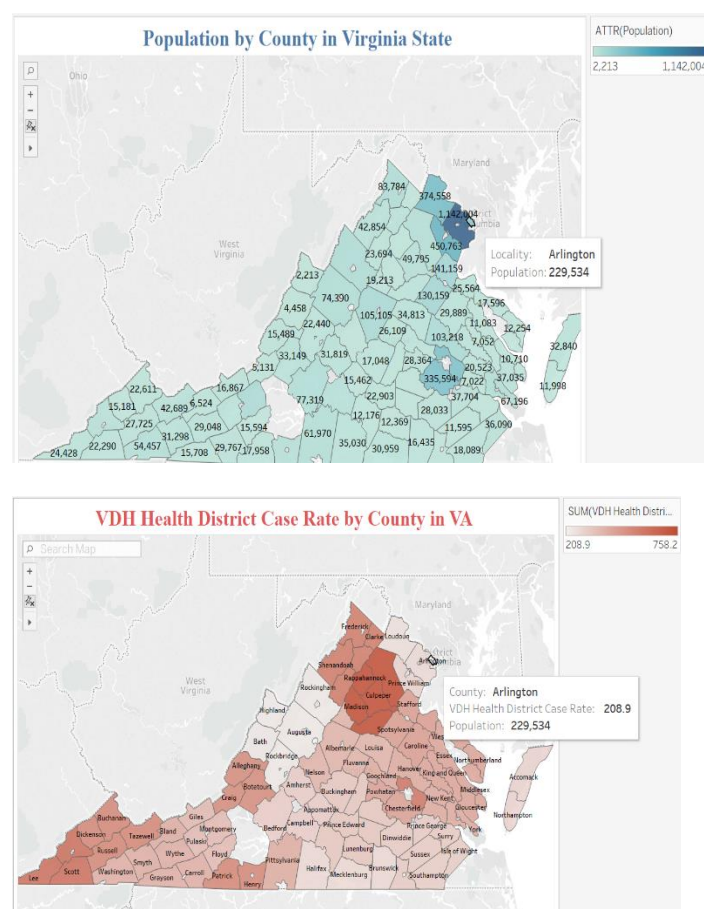 Population by County in Virginia State
ATTR(Population)
2,213 1,142,004
Ohio
Maryland
West
Virginia
83,784
374,558
1,142,004
42,854
450,763
23,694
49,795
141,159
2,213
19,213
74,390
130,159
25,564
4,458
17,596
105,105
34,813
29,889
22,440
11,083
15,489
26,109
12,254
103,218
7,052
33,149
31,819
32,840
17,048
28,364
10,710
5,131
20,523
15,462
335,594
7,022
37,035
16,867
11,998
22,611
77,319
22,903
37,704
67,196
15,181
42,689
6,524
12,176
28,033
27,725
29,048
15,594
12,369
11,595
36,090
31,298
61,970
22,290
54,457
29,767
35,030
16,435
24,428
15,708
17,958
30,959
18,089
Locality: Arlington
Population: 229,534
VDH Health District Case Rate by County in VA
SUM(VDH Health Distri...
208.9 758.2
Search Map
Maryland
West
Virginia
Frederick
Clarke
Loudoun
Arlington
Shenandoah
Rappahannock
Prince William
Rockingham
Culpeper
Madison
Stafford
Highland
Spotsylvania
Augusta
Bath
Albemarle
Louisa
Caroline
Rockbridge
Essex
Northumberland
Alleghany
Fluvanna
Nelson
Hanover
King and Queen
Accomack
Goochland
Botetourt
Amherst
Buckingham
Powhatan
New Kent
Middlesex
Craig
Gloucester
Northampton
Buchanan
Appomattox
Chesterfield
Giles
Campbell
Bedford
Prince Edward
Prince George
York
Dickenson
Tazewell
Bland
Montgomery
Dinwiddie
Surry
Russell
Pulaski
Wythe
Floyd
Pittsylvania
Lunenburg
Sussex
Isle of Wight
Smyth
Lee
Scott
Washington
Grayson
Carroll
Patrick
Henry
Halifax
Mecklenburg
Brunswick
Southampton
County: Arlington
VDH Health District Case Rate: 208.9
Population: 229,534